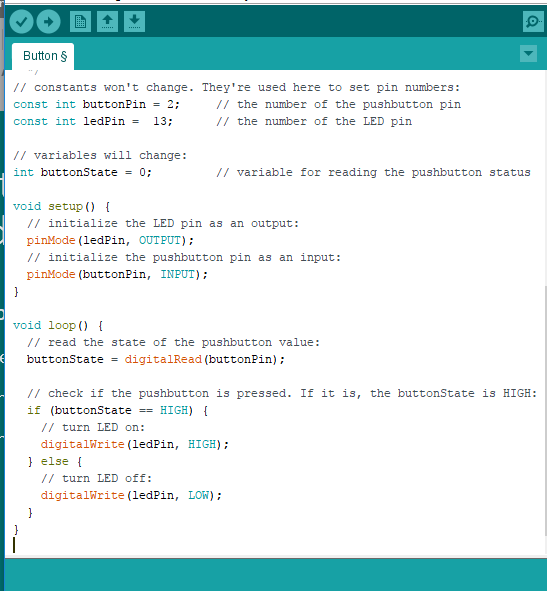 Button §
*/
// constants won't change. They're used here to set pin numbers:
const int buttonPin = 2;     // the number of the pushbutton pin
const int ledPin =  13;      // the number of the LED pin
// variables will change:
int buttonState = 0;         // variable for reading the pushbutton status
void setup() {
  // initialize the LED pin as an output:
  pinMode(ledPin, OUTPUT);
  // initialize the pushbutton pin as an input:
  pinMode(buttonPin, INPUT);
}
void loop() {
  // read the state of the pushbutton value:
  buttonState = digitalRead(buttonPin);
  // check if the pushbutton is pressed. If it is, the buttonState is HIGH:
  if (buttonState == HIGH) {
    // turn LED on:
    digitalWrite(ledPin, HIGH);
  } else {
    // turn LED off:
    digitalWrite(ledPin, LOW);
  }
}